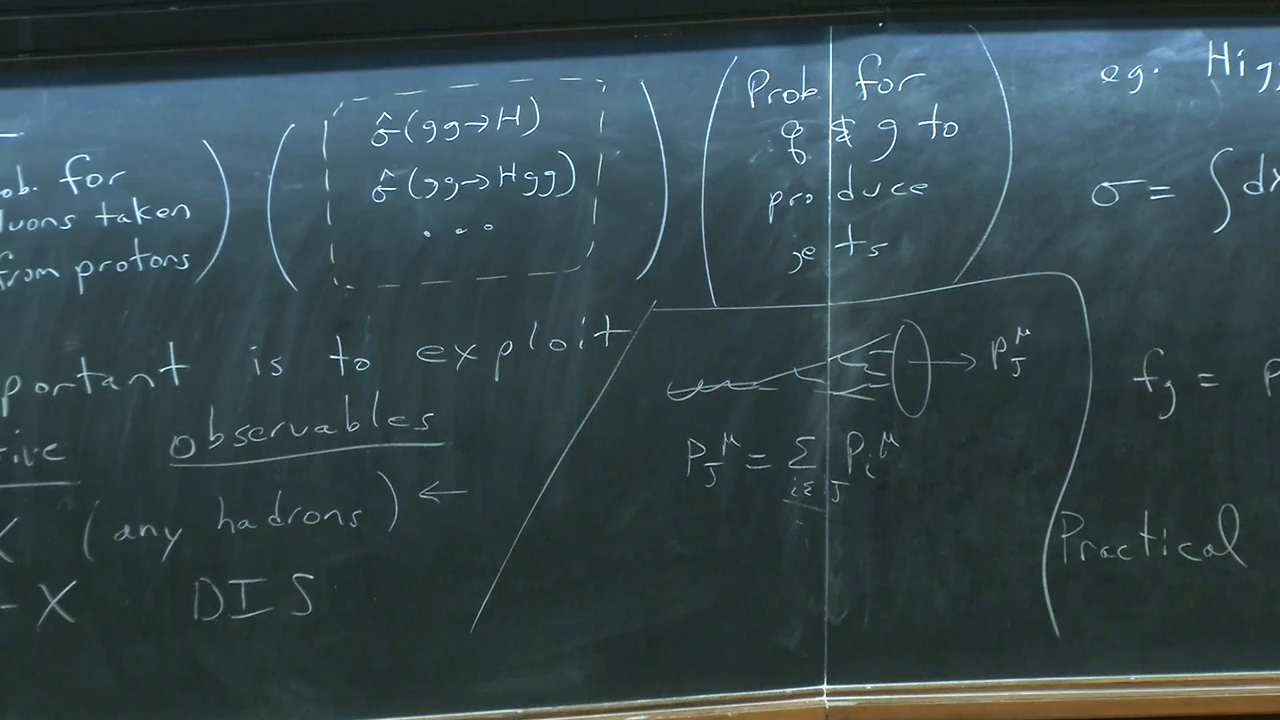 ob. for
luons taken
from protons
σ̂(gg→H)
σ̂(gg→Hgg)
...
Prob. for
q & g to
produce
jets
portant is to exploit
ive observables
X (any hadrons) ←
-X DIS
p_J^μ
P_J^μ = Σ_{i∈J} P_i^μ
eg. Higg
σ = ∫ dx
f_g = P
Practical